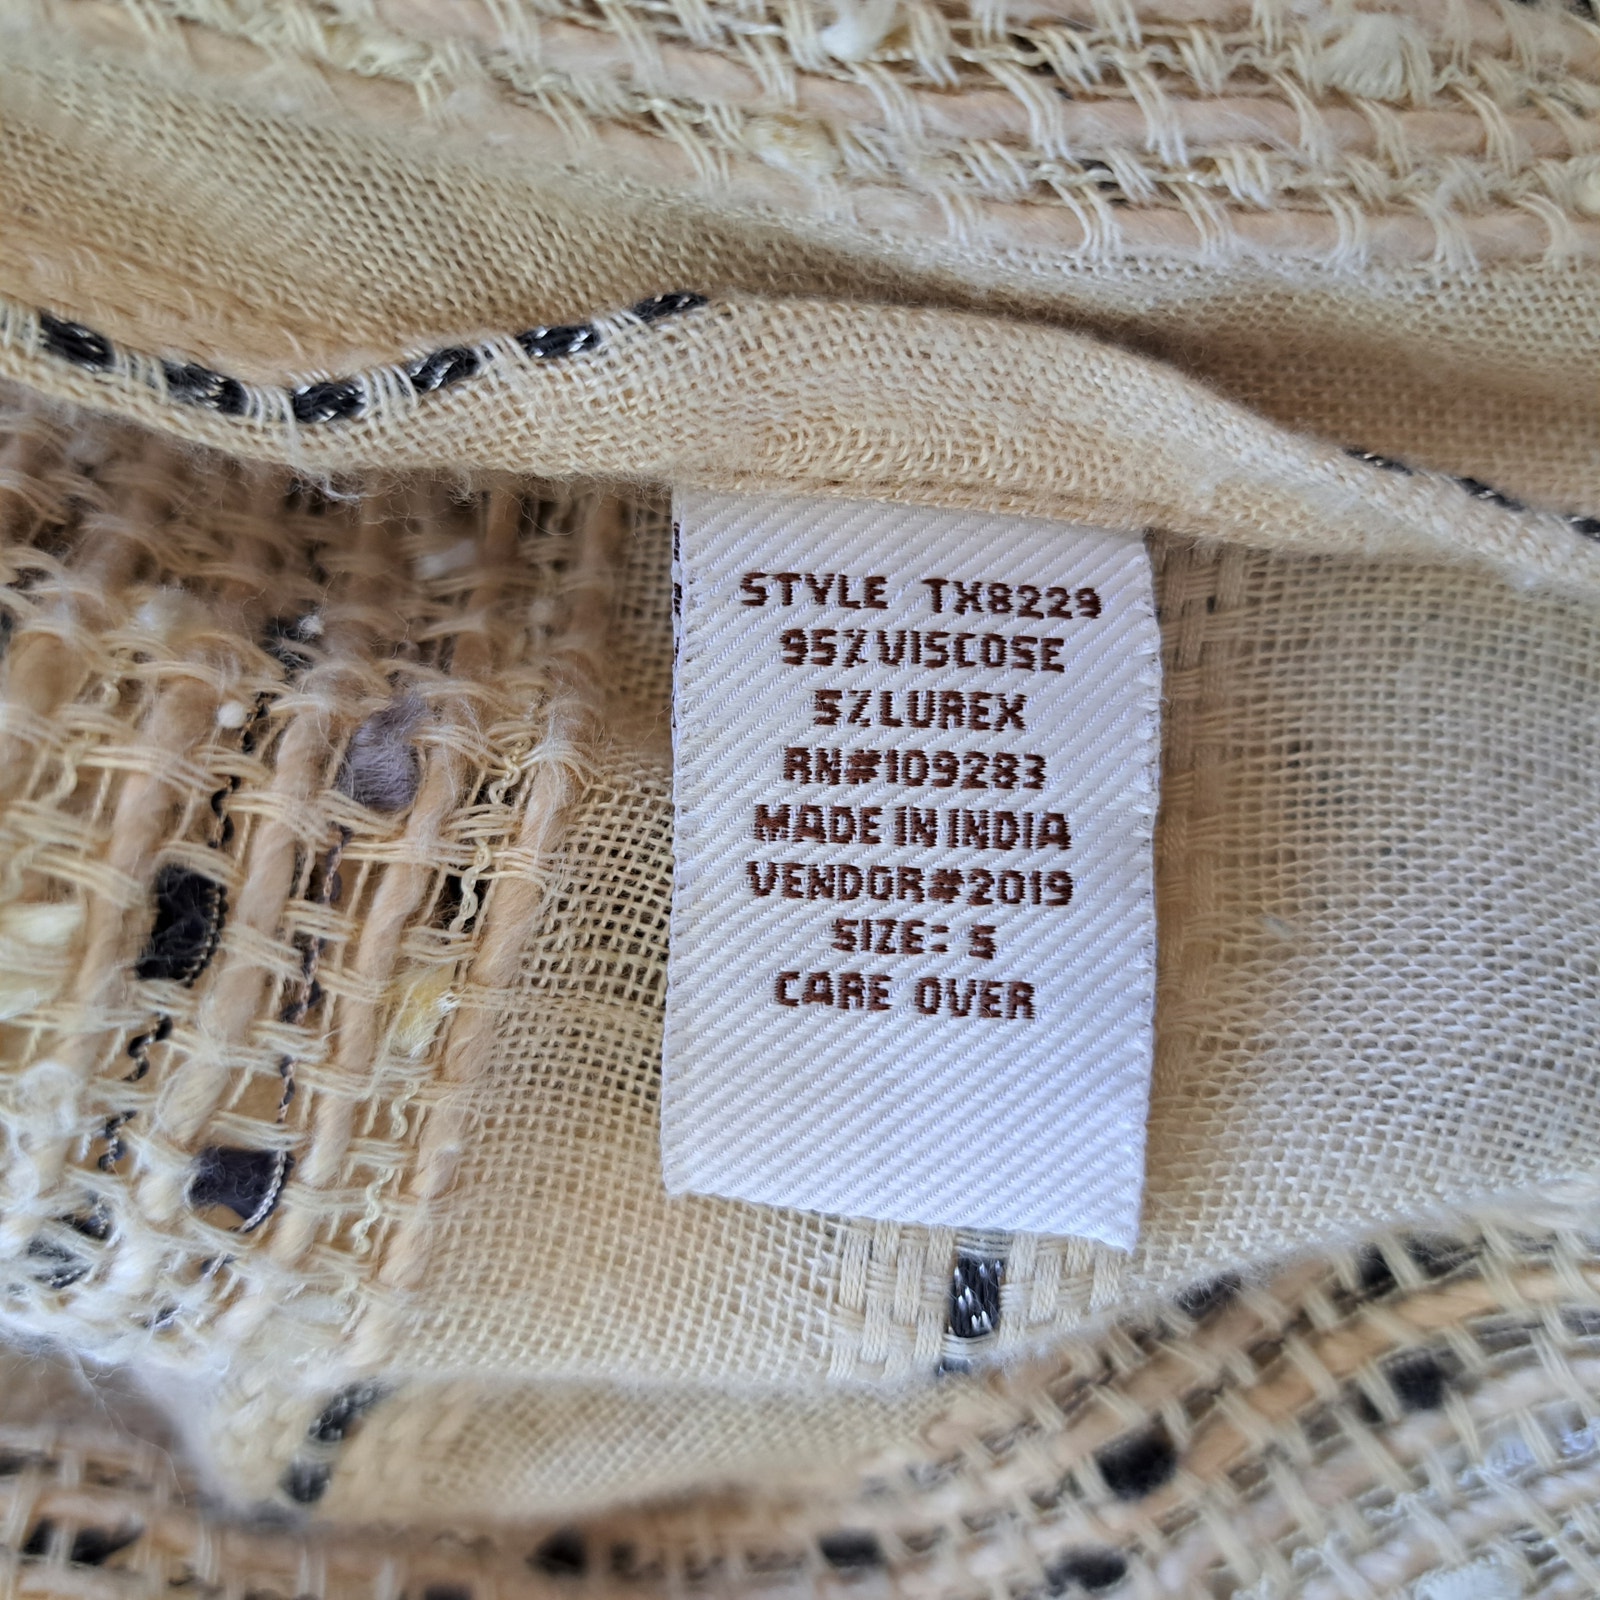 STYLE TX8229
95% VISCOSE
5% LUREX
RN#109283
MADE IN INDIA
VENDOR#2019
SIZE: S
CARE OVER